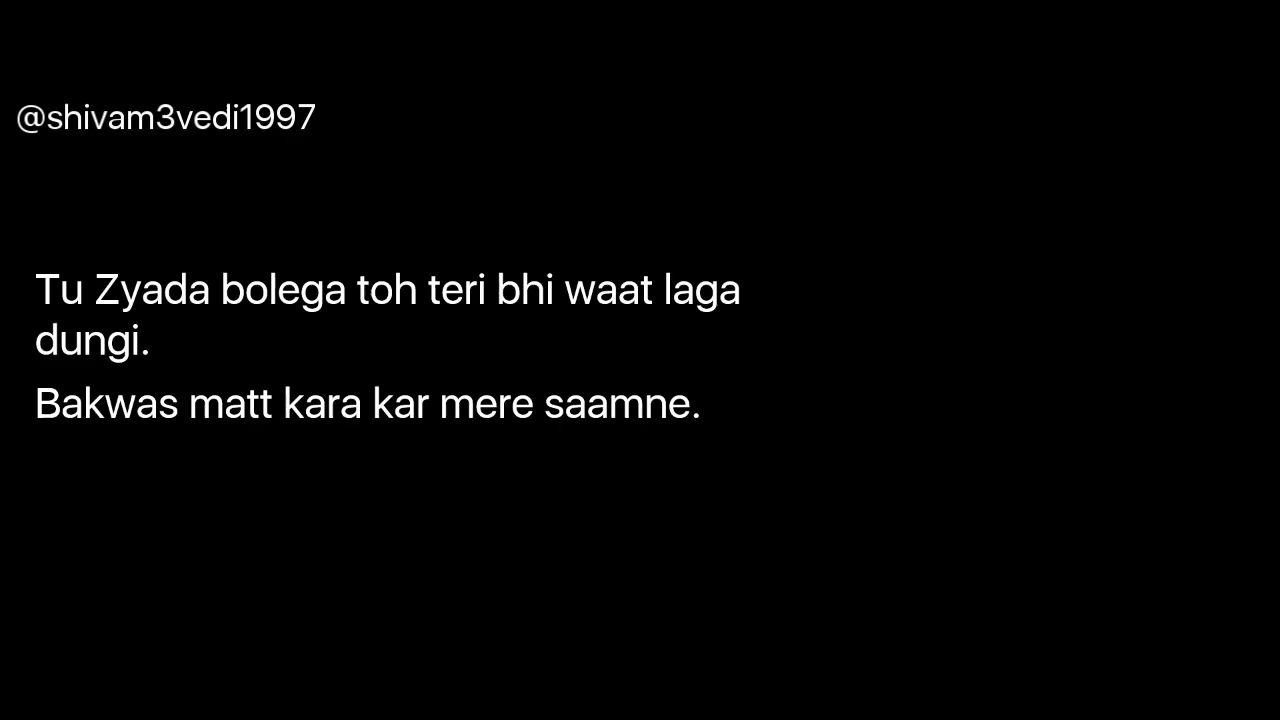 @shivam3vedi1997
Tu Zyada bolega toh teri bhi waat laga
dungi.
Bakwas matt kara kar mere saamne.